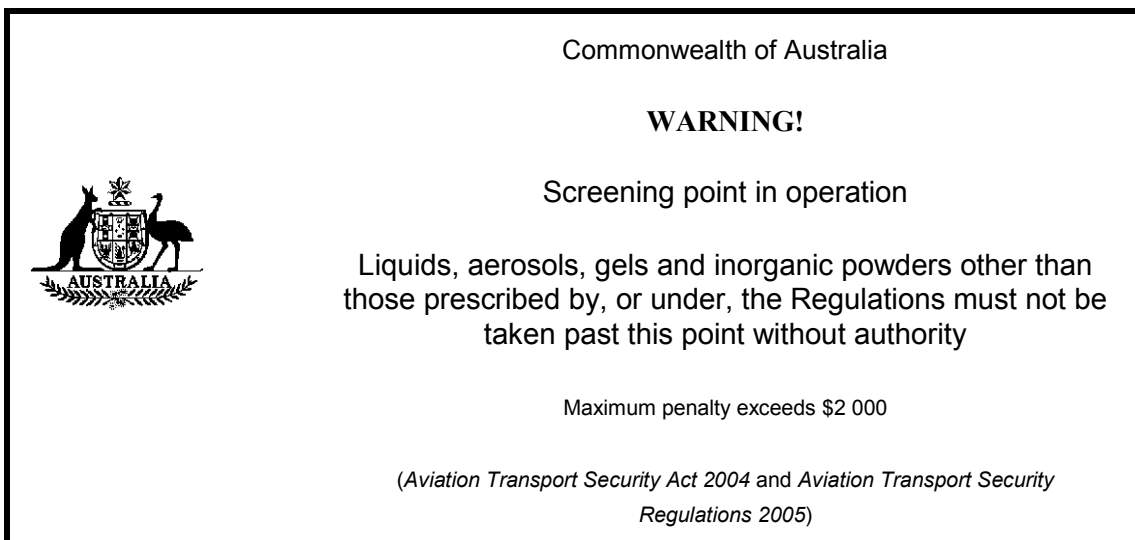 Commonwealth of Australia
WARNING!
Screening point in operation
AUSTRALIA
Liquids, aerosols, gels and inorganic powders other than
those prescribed by, or under, the Regulations must not be
taken past this point without authority
Maximum penalty exceeds $2 000
(Aviation Transport Security Act 2004 and Aviation Transport Security
Regulations 2005)